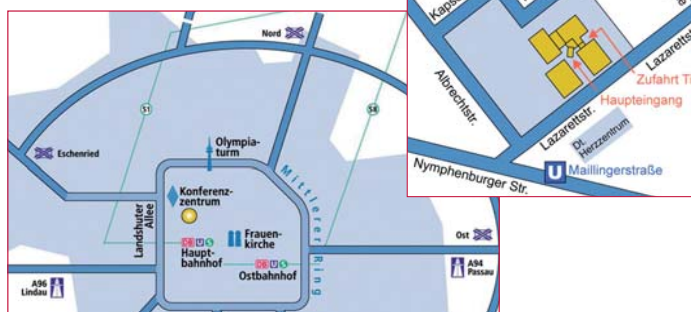 Nord
S1
S8
Eschenried
Olympia-
turm
Mittlerer Ring
Konferenz-
zentrum
Landshuter
Allee
Frauen-
kirche
DB U S
Haupt-
bahnhof
DB U S
Ostbahnhof
Ost
A96
Lindau
A94
Passau
Albrechtstr.
Lazarettstr.
Zufahrt
Haupteingang
Lazarettstr.
Dt.
Herzzentrum
U Maillingerstraße
Nymphenburger Str.